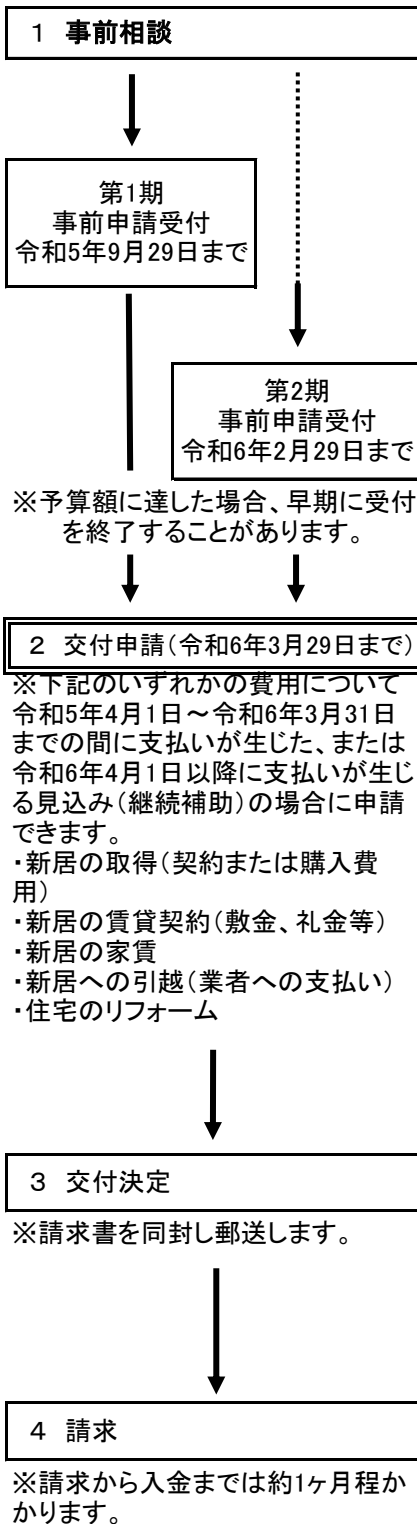 １ 事前相談
第1期
事前申請受付
令和5年9月29日まで
第2期
事前申請受付
令和6年2月29日まで
※予算額に達した場合、早期に受付
を終了することがあります。
２ 交付申請（令和6年3月29日まで）
※下記のいずれかの費用について
令和5年4月1日～令和6年3月31日
までの間に支払いが生じた、または
令和6年4月1日以降に支払いが生じ
る見込み（継続補助）の場合に申請
できます。
・新居の取得（契約または購入費
用）
・新居の賃貸契約（敷金、礼金等）
・新居の家賃
・新居への引越（業者への支払い）
・住宅のリフォーム
３ 交付決定
※請求書を同封し郵送します。
４ 請求
※請求から入金までは約1ヶ月程か
かります。